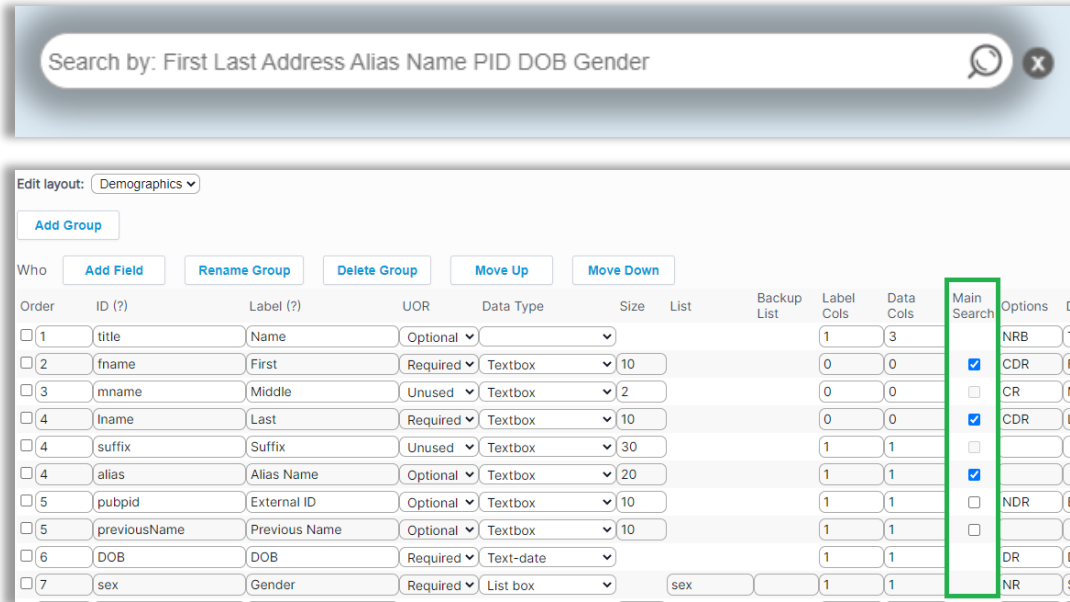 Search by: First Last Address Alias Name PID DOB Gender X
Edit layout: Demographics
Add Group
Who Add Field Rename Group Delete Group Move Up Move Down
Order ID (?) Label (?) UOR Data Type Size List Backup List Label Cols Data Cols Main Search Options D
1 title Name Optional 1 3 NRB T
2 fname First Required Textbox 10 0 0 CDR F
3 mname Middle Unused Textbox 2 0 0 CR
4 lname Last Required Textbox 10 0 0 CDR L
4 suffix Suffix Unused Textbox 30 1 1
4 alias Alias Name Optional Textbox 20 1 1
5 pubpid External ID Optional Textbox 10 1 1 NDR E
5 previousName Previous Name Optional Textbox 10 1 1
6 DOB DOB Required Text-date 1 1 DR D
7 sex Gender Required List box sex 1 1 NR S